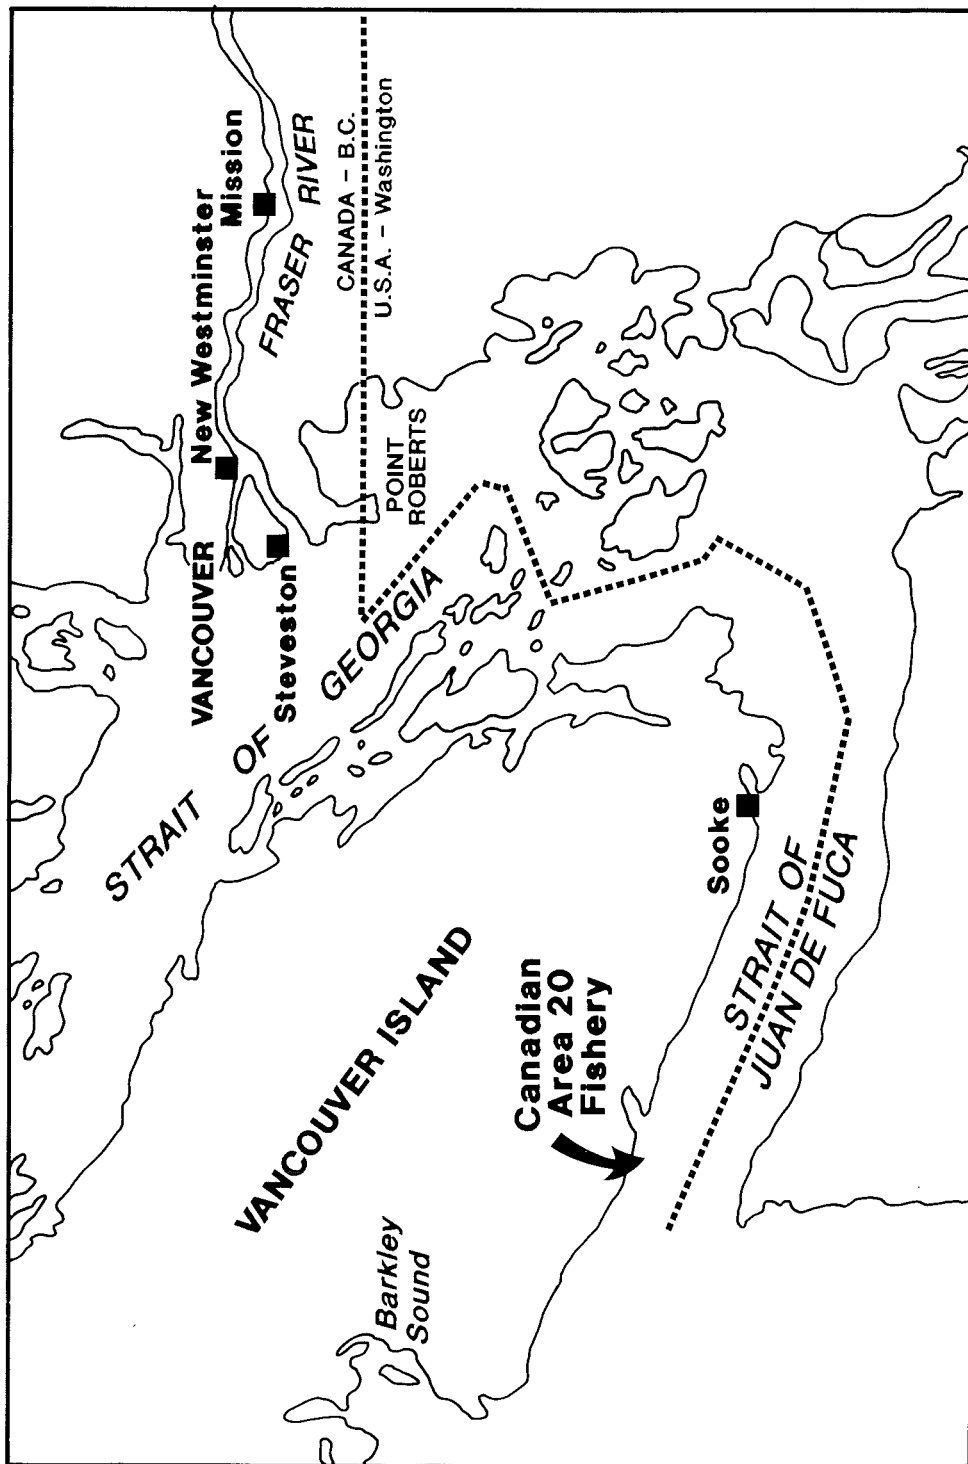 VANCOUVER
New Westminster
Mission
Steveston
FRASER RIVER
CANADA - B.C.
U.S.A. - Washington
POINT
ROBERTS
STRAIT OF GEORGIA
VANCOUVER ISLAND
Barkley
Sound
Canadian
Area 20
Fishery
Sooke
STRAIT OF
JUAN DE FUCA